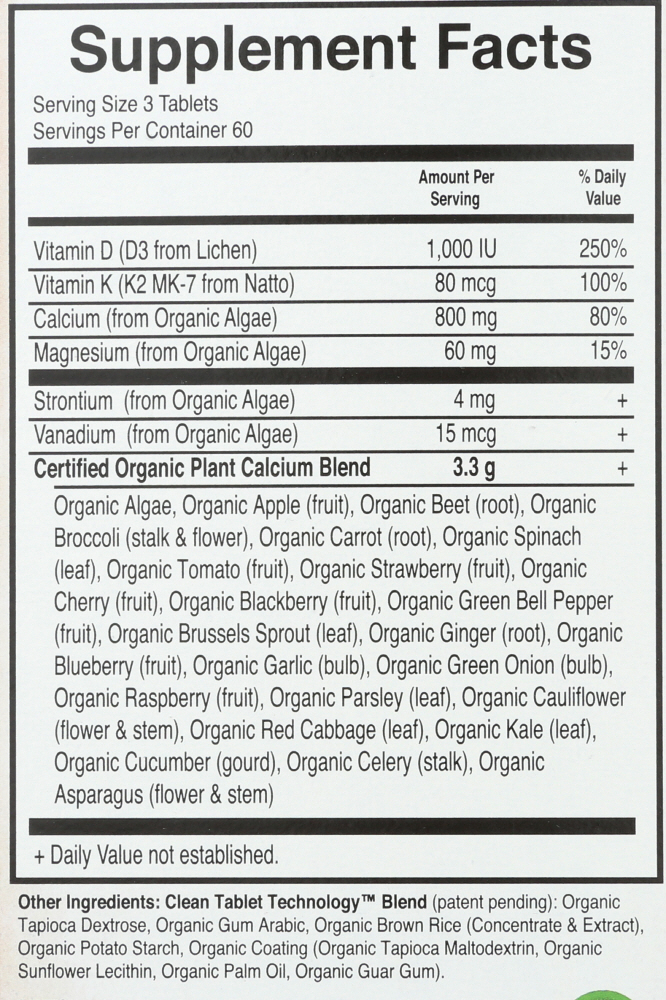 Supplement Facts
Serving Size 3 Tablets
Servings Per Container 60
Amount Per % Daily
Serving Value
Vitamin D (D3 from Lichen) 1,000 IU 250%
Vitamin K (K2 MK-7 from Natto) 80 mcg 100%
Calcium (from Organic Algae) 800 mg 80%
Magnesium (from Organic Algae) 60 mg 15%
Strontium (from Organic Algae) 4 mg +
Vanadium (from Organic Algae) 15 mcg +
Certified Organic Plant Calcium Blend 3.3 g +
Organic Algae, Organic Apple (fruit), Organic Beet (root), Organic
Broccoli (stalk & flower), Organic Carrot (root), Organic Spinach
(leaf), Organic Tomato (fruit), Organic Strawberry (fruit), Organic
Cherry (fruit), Organic Blackberry (fruit), Organic Green Bell Pepper
(fruit), Organic Brussels Sprout (leaf), Organic Ginger (root), Organic
Blueberry (fruit), Organic Garlic (bulb), Organic Green Onion (bulb),
Organic Raspberry (fruit), Organic Parsley (leaf), Organic Cauliflower
(flower & stem), Organic Red Cabbage (leaf), Organic Kale (leaf),
Organic Cucumber (gourd), Organic Celery (stalk), Organic
Asparagus (flower & stem)
+ Daily Value not established.
Other Ingredients: Clean Tablet Technology™ Blend (patent pending): Organic
Tapioca Dextrose, Organic Gum Arabic, Organic Brown Rice (Concentrate & Extract),
Organic Potato Starch, Organic Coating (Organic Tapioca Maltodextrin, Organic
Sunflower Lecithin, Organic Palm Oil, Organic Guar Gum).